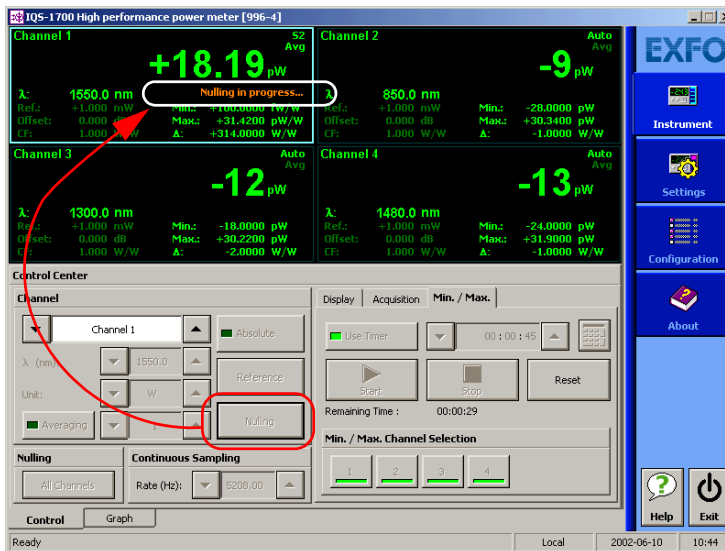 IQS-1700 High performance power meter [996-4]
Channel 1
S2
Avg
+18.19 pW
λ: 1550.0 nm
Nulling in progress...
Ref.: +1.000 mW Min.: +100.0000 fW/W
Offset: 0.000 dB Max.: +31.4200 pW/W
CF: 1.000 W/W Δ: +314.0000 W/W
Channel 2
Auto
Avg
-9 pW
λ 850.0 nm
Ref.: +1.000 mW Min.: -28.0000 pW
Offset: 0.000 dB Max.: +30.3400 pW
CF: 1.000 W/W Δ: -1.0000 W/W
Channel 3
Auto
Avg
-12 pW
λ: 1300.0 nm
Ref.: +1.000 mW Min.: -18.0000 pW
Offset: 0.000 dB Max.: +30.2200 pW
CF: 1.000 W/W Δ: -2.0000 W/W
Channel 4
Auto
Avg
-13 pW
λ: 1480.0 nm
Ref.: +1.000 mW Min.: -24.0000 pW
Offset: 0.000 dB Max.: +31.9000 pW
CF: 1.000 W/W Δ: -1.0000 W/W
EXFO
Instrument
Settings
Configuration
About
Help
Exit
Control Center
Channel
Channel 1
Absolute
λ (nm): 1550.0
Reference
Unit: W
Averaging
Nulling
Nulling
All Channels
Continuous Sampling
Rate (Hz): 5208.00
Display Acquisition Min. / Max.
Use Timer
00 : 00 : 45
Start
Stop
Reset
Remaining Time : 00:00:29
Min. / Max. Channel Selection
1 2 3 4
Control Graph
Ready
Local
2002-06-10
10:44